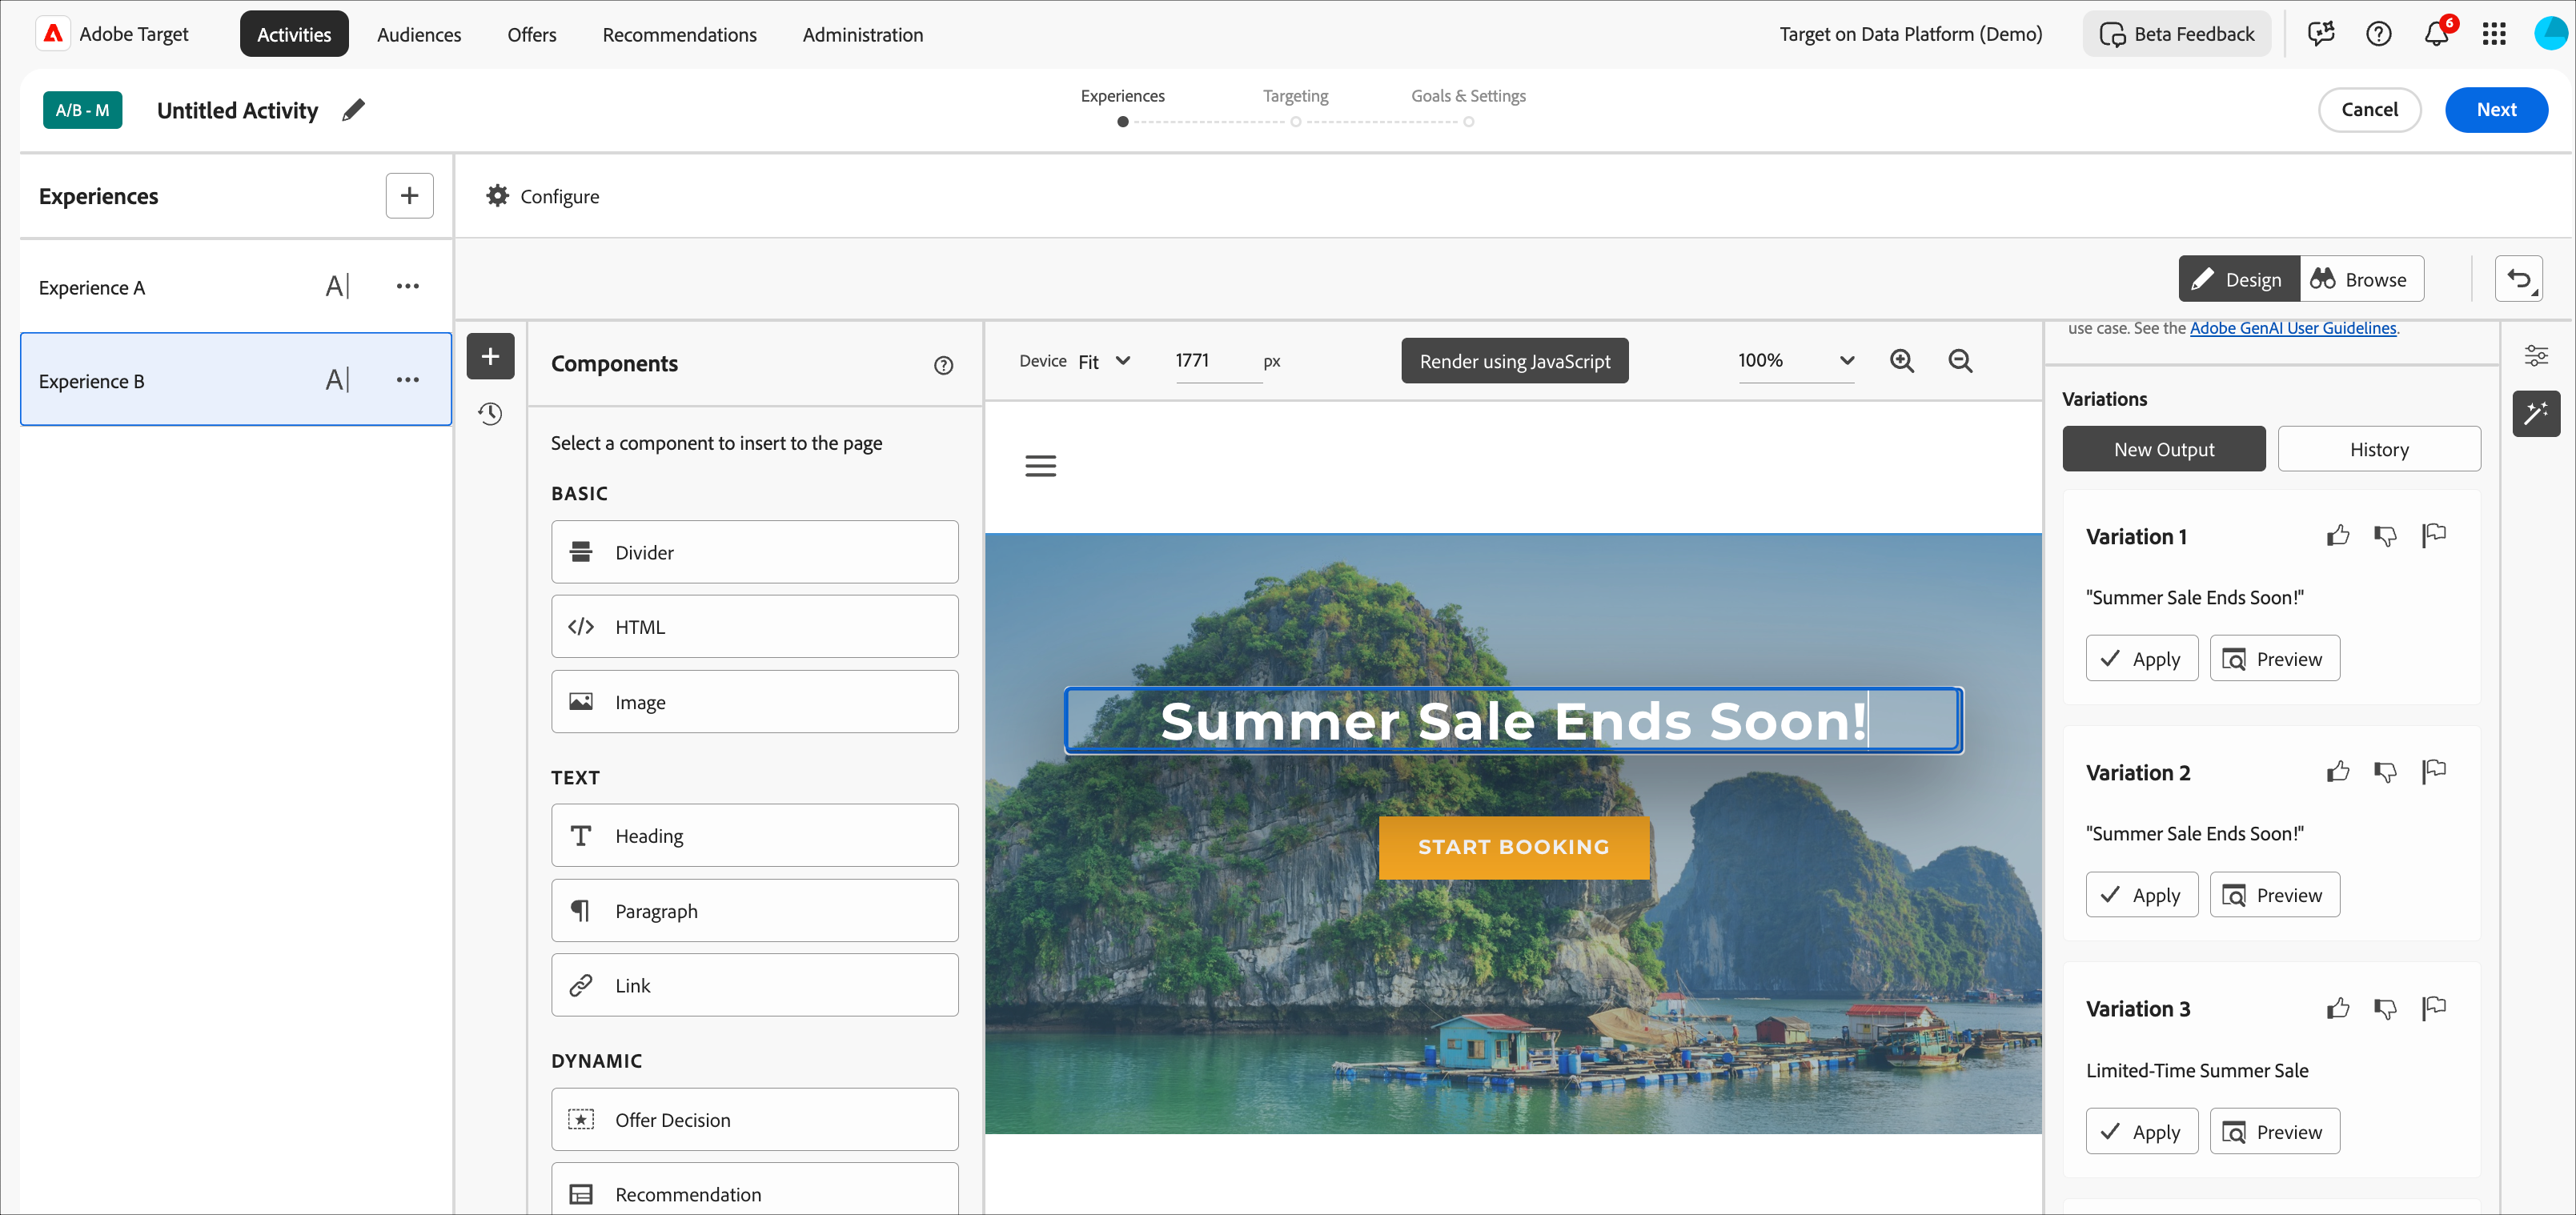 Adobe Target
Activities
Audiences
Offers
Recommendations
Administration
Target on Data Platform (Demo)
Beta Feedback
6
A/B - M
Untitled Activity
Experiences
Targeting
Goals & Settings
Cancel
Next
Experiences
Configure
Experience A
A|
Experience B
A|
Design
Browse
Components
Select a component to insert to the page
BASIC
Divider
HTML
Image
TEXT
Heading
Paragraph
Link
DYNAMIC
Offer Decision
Recommendation
Device Fit
1771 px
Render using JavaScript
100%
Summer Sale Ends Soon!
START BOOKING
use case. See the Adobe GenAI User Guidelines.
Variations
New Output
History
Variation 1
"Summer Sale Ends Soon!"
Apply
Preview
Variation 2
"Summer Sale Ends Soon!"
Apply
Preview
Variation 3
Limited-Time Summer Sale
Apply
Preview